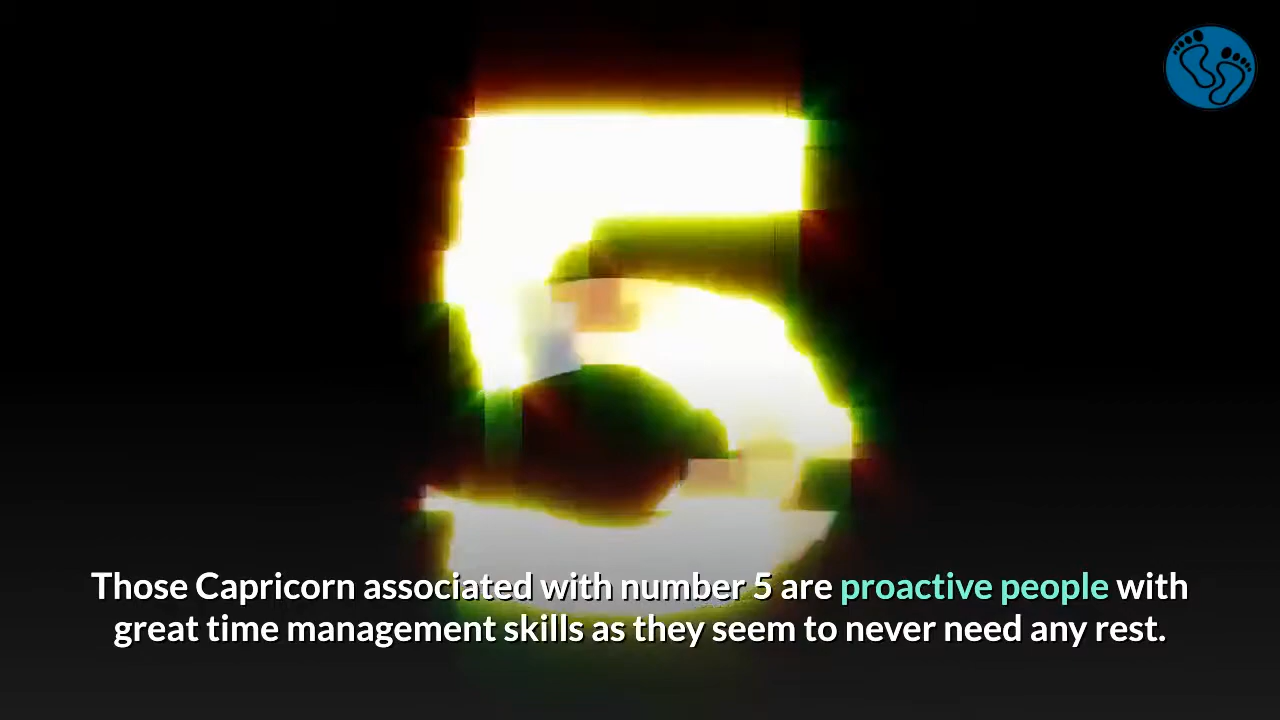 5
Those Capricorn associated with number 5 are proactive people with
great time management skills as they seem to never need any rest.